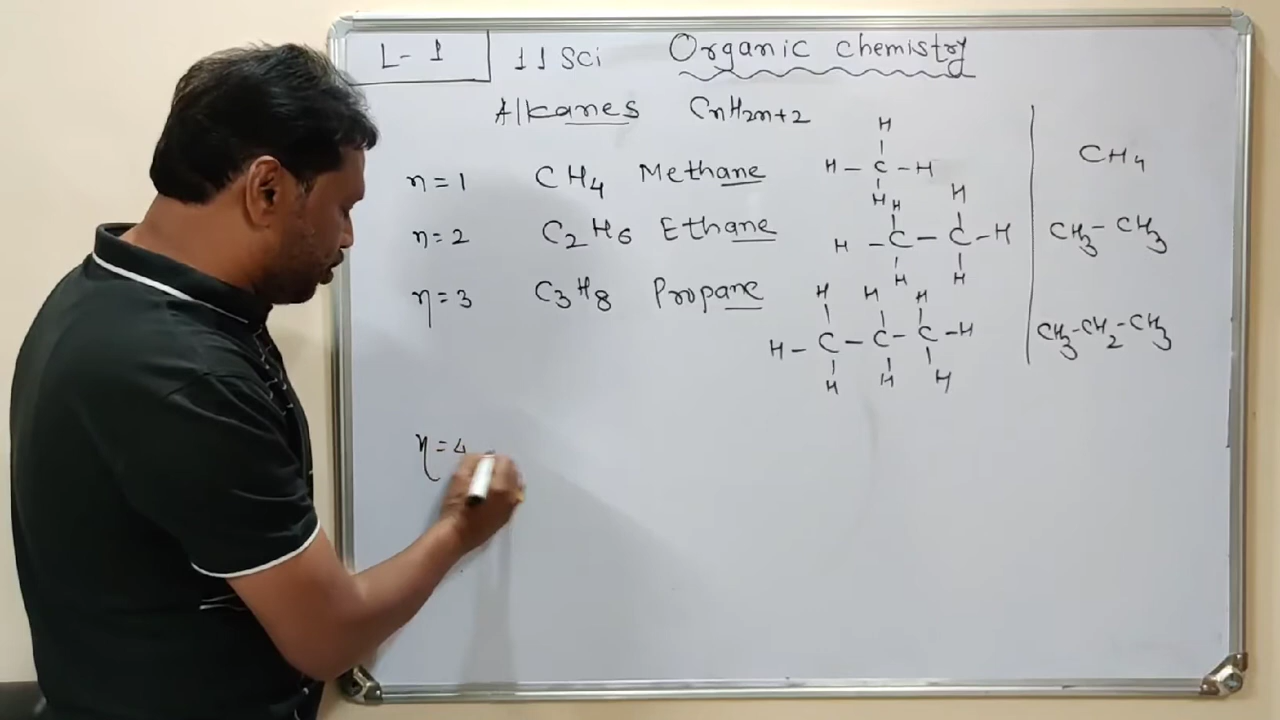 L-1 11 Sci Organic chemistry
Alkanes CnH2n+2
n=1 CH4 Methane
H
H-C-H
H
CH4
n=2 C2H6 Ethane
H H
H-C-C-H
H H
CH3-CH3
n=3 C3H8 Propane
H H H
H-C-C-C-H
H H H
CH3-CH2-CH3
n=4